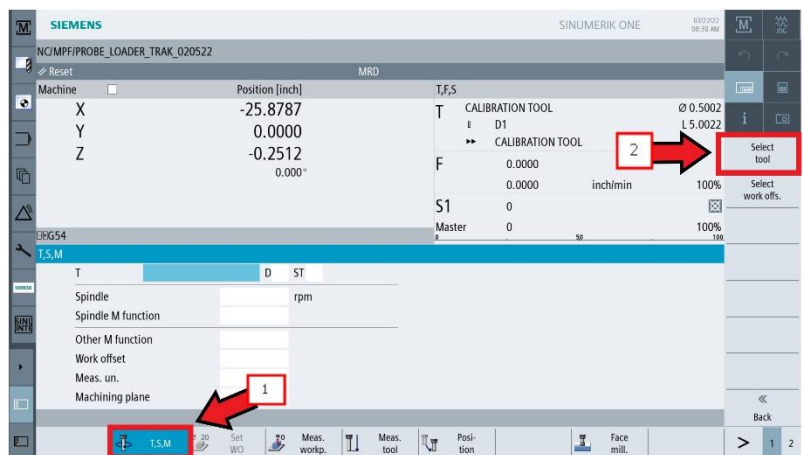 SIEMENS SINUMERIK ONE 03/22/22
08:30 AM
M
JOG
NC/MPF/PROBE_LOADER_TRAK_020522
Reset MRD
Machine Position [inch] T,F,S
X -25.8787
Y 0.0000
Z -0.2512
0.000°
T CALIBRATION TOOL Ø 0.5002
D1 L 5.0022
CALIBRATION TOOL
F 0.0000
0.0000 inch/min 100%
S1 0
Master 0 100%
0 50 100
G54
T,S,M
T D ST
Spindle rpm
Spindle M function
Other M function
Work offset
Meas. un.
Machining plane
1
2
Select
tool
Select
work offs.
«
Back
T,S,M
Set
WO
Meas.
workp.
Meas.
tool
Posi-
tion
Face
mill.
> 1 2
M
SIEMENS